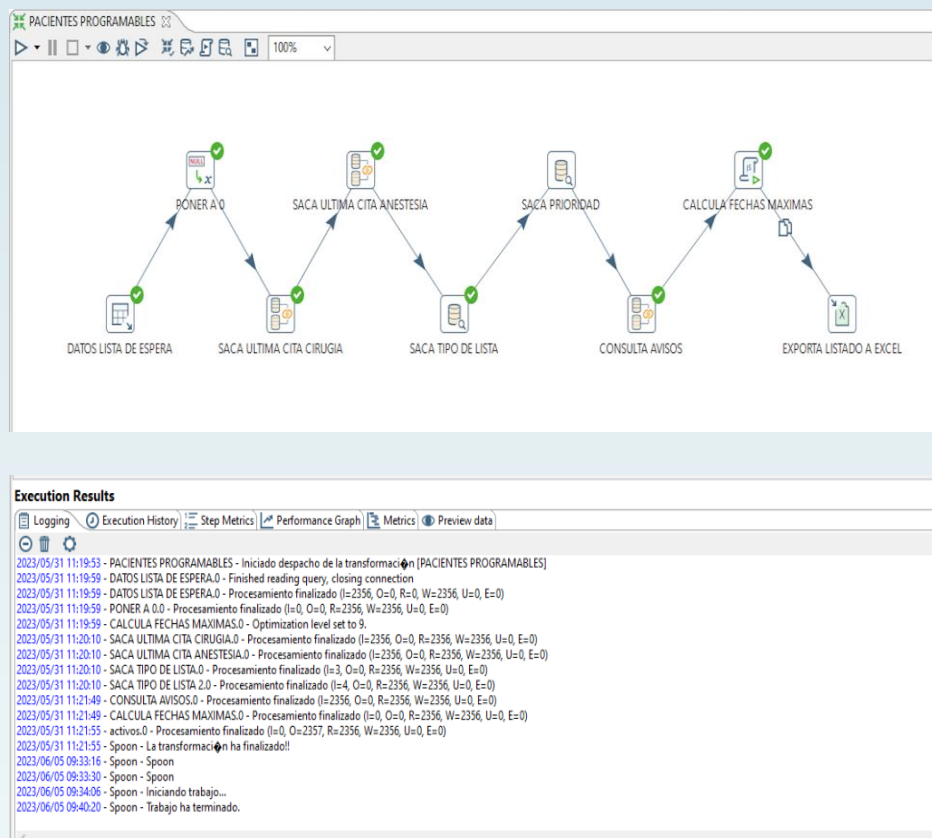 PACIENTES PROGRAMABLES
100%
NULL
PONER A 0
SACA ULTIMA CITA ANESTESIA
SACA PRIORIDAD
CALCULA FECHAS MAXIMAS
DATOS LISTA DE ESPERA
SACA ULTIMA CITA CIRUGIA
SACA TIPO DE LISTA
CONSULTA AVISOS
EXPORTA LISTADO A EXCEL
Execution Results
Logging Execution History Step Metrics Performance Graph Metrics Preview data
2023/05/31 11:19:53 - PACIENTES PROGRAMABLES - Iniciado despacho de la transformaci�n [PACIENTES PROGRAMABLES]
2023/05/31 11:19:59 - DATOS LISTA DE ESPERA.0 - Finished reading query, closing connection
2023/05/31 11:19:59 - DATOS LISTA DE ESPERA.0 - Procesamiento finalizado (I=2356, O=0, R=0, W=2356, U=0, E=0)
2023/05/31 11:19:59 - PONER A 0.0 - Procesamiento finalizado (I=0, O=0, R=2356, W=2356, U=0, E=0)
2023/05/31 11:19:59 - CALCULA FECHAS MAXIMAS.0 - Optimization level set to 9.
2023/05/31 11:20:10 - SACA ULTIMA CITA CIRUGIA.0 - Procesamiento finalizado (I=2356, O=0, R=2356, W=2356, U=0, E=0)
2023/05/31 11:20:10 - SACA ULTIMA CITA ANESTESIA.0 - Procesamiento finalizado (I=2356, O=0, R=2356, W=2356, U=0, E=0)
2023/05/31 11:20:10 - SACA TIPO DE LISTA.0 - Procesamiento finalizado (I=3, O=0, R=2356, W=2356, U=0, E=0)
2023/05/31 11:20:10 - SACA TIPO DE LISTA 2.0 - Procesamiento finalizado (I=4, O=0, R=2356, W=2356, U=0, E=0)
2023/05/31 11:21:49 - CONSULTA AVISOS.0 - Procesamiento finalizado (I=2356, O=0, R=2356, W=2356, U=0, E=0)
2023/05/31 11:21:49 - CALCULA FECHAS MAXIMAS.0 - Procesamiento finalizado (I=0, O=0, R=2356, W=2356, U=0, E=0)
2023/05/31 11:21:55 - activos.0 - Procesamiento finalizado (I=0, O=2357, R=2356, W=2356, U=0, E=0)
2023/05/31 11:21:55 - Spoon - La transformaci�n ha finalizado!!
2023/06/05 09:33:16 - Spoon - Spoon
2023/06/05 09:33:30 - Spoon - Spoon
2023/06/05 09:34:06 - Spoon - Iniciando trabajo...
2023/06/05 09:40:20 - Spoon - Trabajo ha terminado.